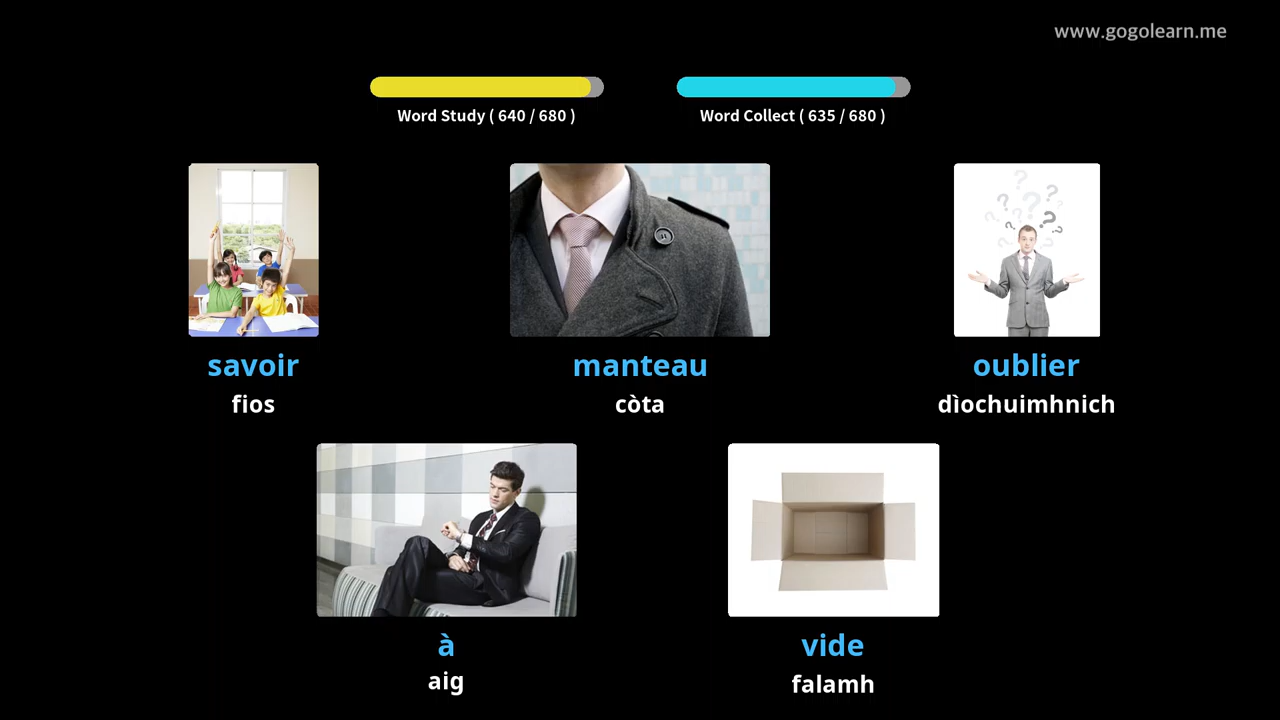 www.gogolearn.me
Word Study ( 640 / 680 )
Word Collect ( 635 / 680 )
savoir
fios
manteau
còta
oublier
dìochuimhnich
à
aig
vide
falamh